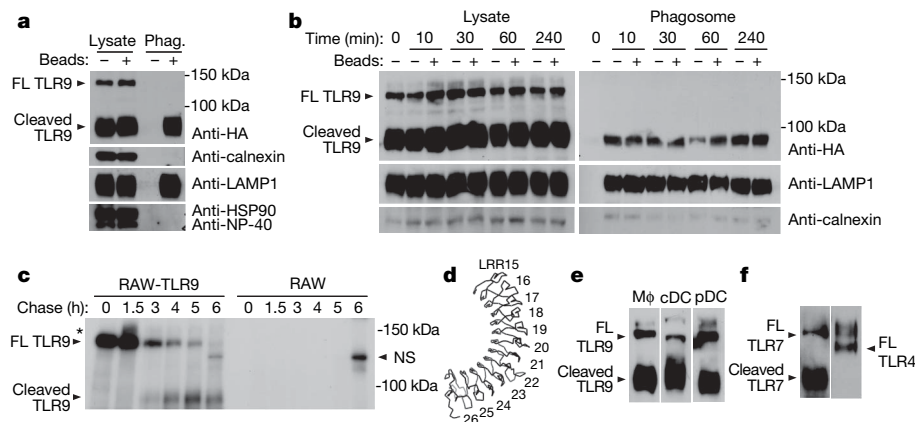 a
Lysate Phag.
Beads: – + – +
FL TLR9
-150 kDa
-100 kDa
Cleaved
TLR9
Anti-HA
Anti-calnexin
Anti-LAMP1
Anti-HSP90
Anti-NP-40
b
Lysate Phagosome
Time (min): 0 10 30 60 240 0 10 30 60 240
Beads: – – + – + – + – + – – + – + – + – +
FL TLR9
-150 kDa
Cleaved
TLR9
-100 kDa
Anti-HA
Anti-LAMP1
Anti-calnexin
c
RAW-TLR9 RAW
Chase (h): 0 1.5 3 4 5 6 0 1.5 3 4 5 6
*
FL TLR9
-150 kDa
NS
-100 kDa
Cleaved
TLR9
d
LRR15
16
17
18
19
20
21
22
23
24
25
26
e
Mϕ cDC pDC
FL
TLR9
Cleaved
TLR9
f
FL
TLR7
FL
TLR4
Cleaved
TLR7